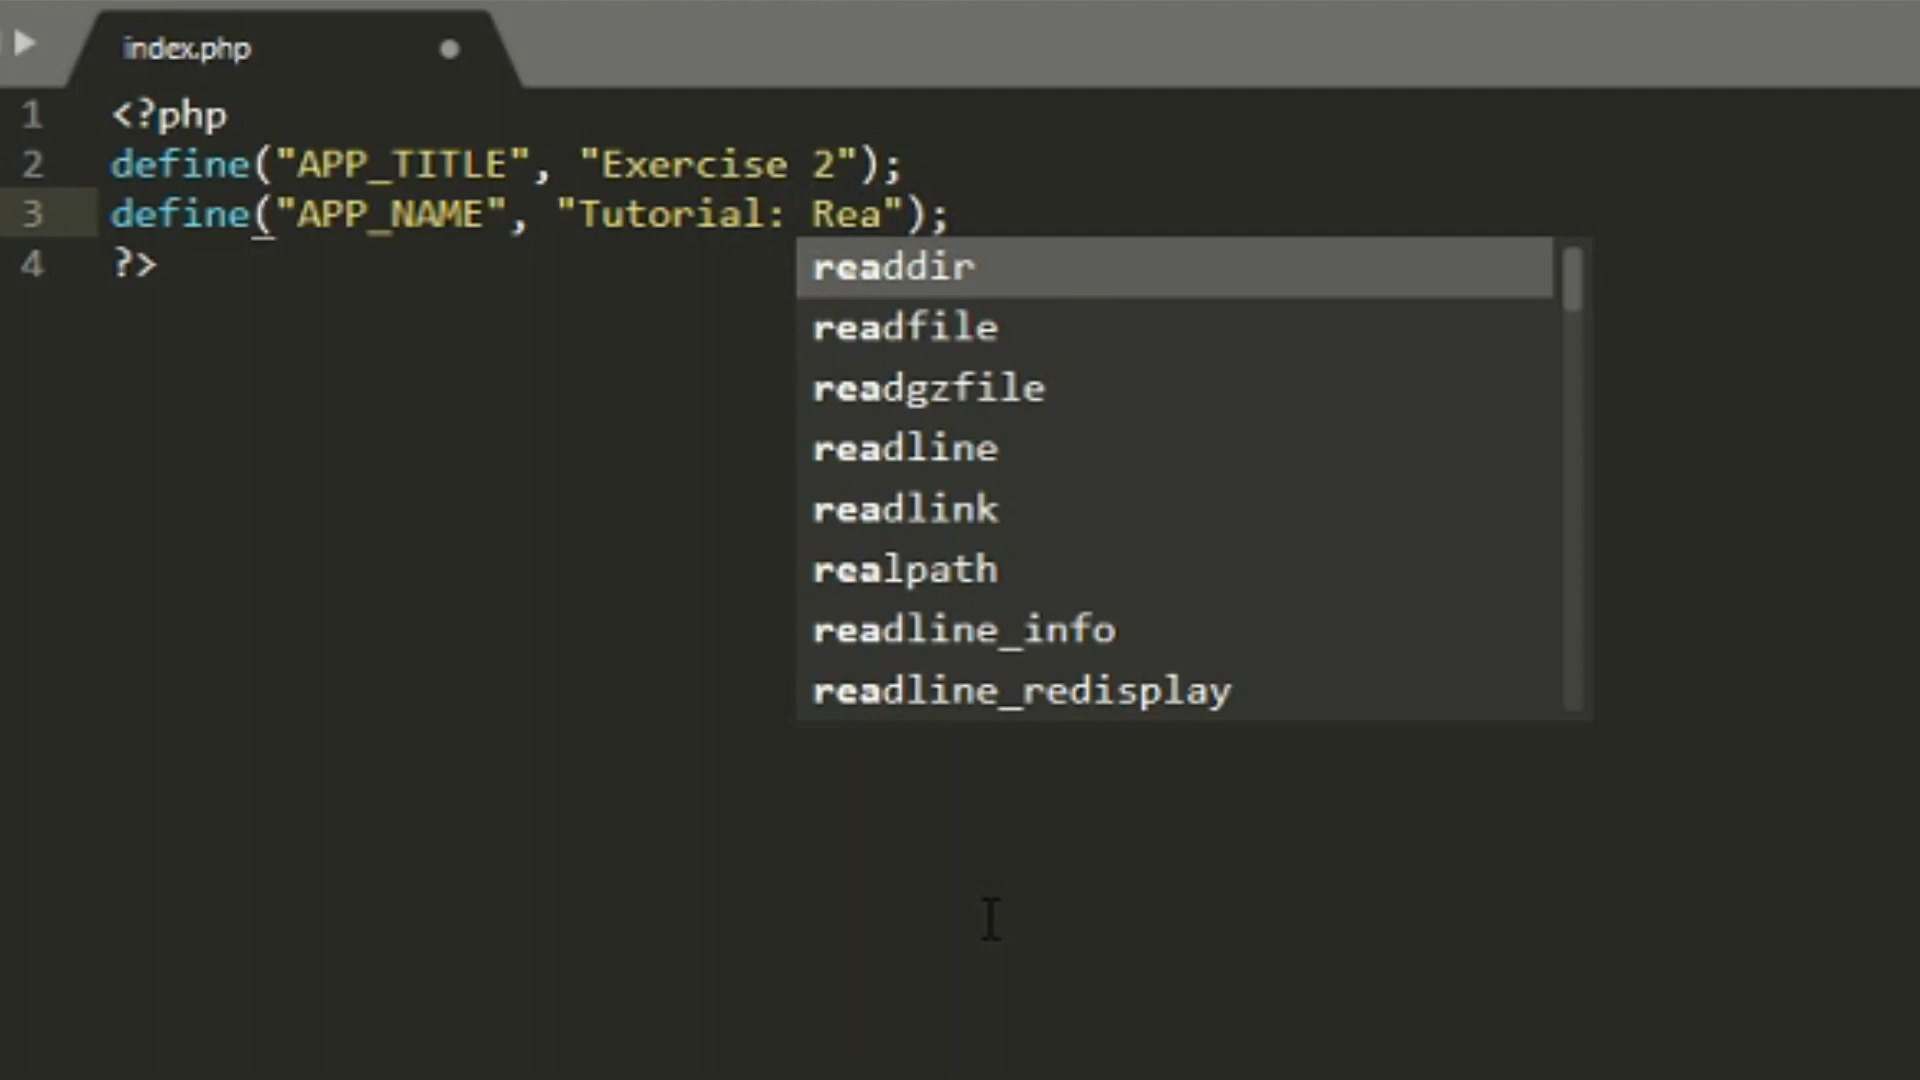 index.php
1 <?php
2 define("APP_TITLE", "Exercise 2");
3 define("APP_NAME", "Tutorial: Rea");
4 ?>
readdir
readfile
readgzfile
readline
readlink
realpath
readline_info
readline_redisplay